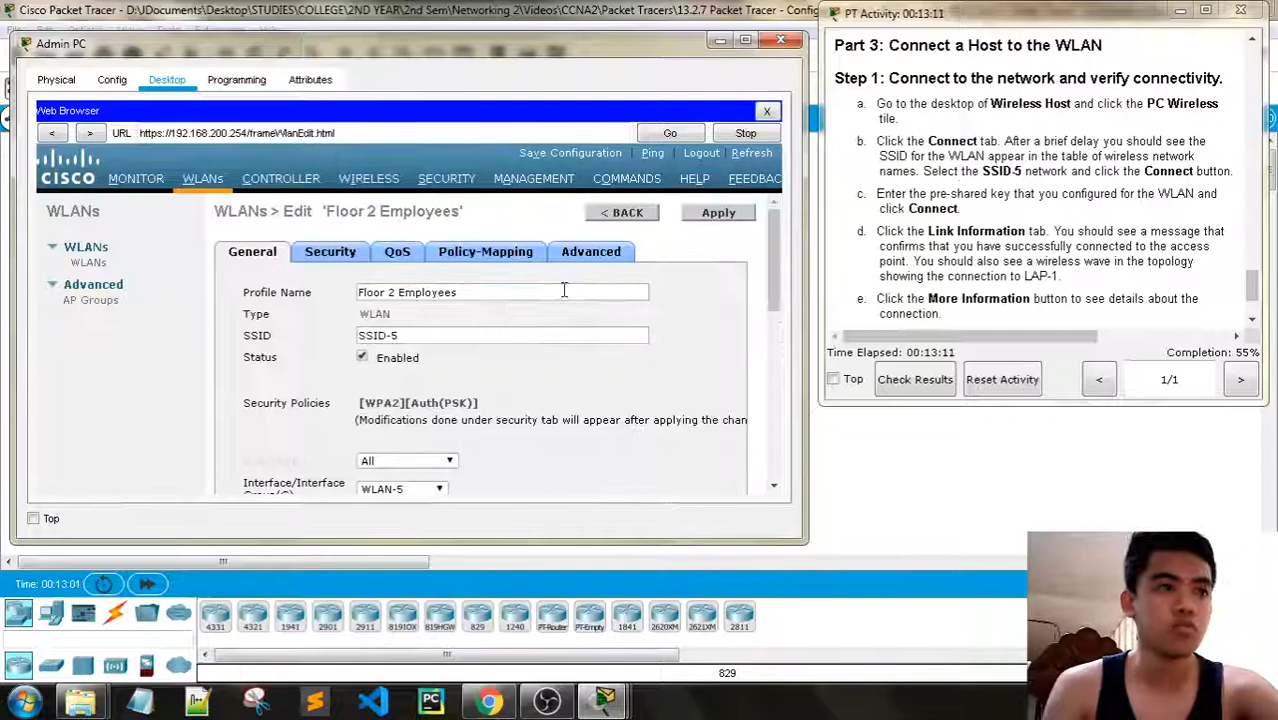 Cisco Packet Tracer - D:\JDocuments\Desktop\STUDIES\COLLEGE\2ND YEAR\2nd Sem\Networking 2\Videos\CCNA2\Packet Tracers\13.2.7 Packet Tracer - Config
PT Activity: 00:13:11
Admin PC
Physical
Config
Desktop
Programming
Attributes
Web Browser
X
<
>
URL
https://192.168.200.254/frameWlanEdit.html
Go
Stop
Save Configuration
Ping
Logout
Refresh
CISCO
MONITOR
WLANs
CONTROLLER
WIRELESS
SECURITY
MANAGEMENT
COMMANDS
HELP
FEEDBAC
WLANs
WLANs
WLANs
Advanced
AP Groups
WLANs > Edit 'Floor 2 Employees'
< BACK
Apply
General
Security
QoS
Policy-Mapping
Advanced
Profile Name
Floor 2 Employees
Type
WLAN
SSID
SSID-5
Status
Enabled
Security Policies
[WPA2][Auth(PSK)]
(Modifications done under security tab will appear after applying the chan
All
Interface/Interface
WLAN-5
Top
Part 3: Connect a Host to the WLAN
Step 1: Connect to the network and verify connectivity.
a. Go to the desktop of Wireless Host and click the PC Wireless
tile.
b. Click the Connect tab. After a brief delay you should see the
SSID for the WLAN appear in the table of wireless network
names. Select the SSID-5 network and click the Connect button.
c. Enter the pre-shared key that you configured for the WLAN and
click Connect.
d. Click the Link Information tab. You should see a message that
confirms that you have successfully connected to the access
point. You should also see a wireless wave in the topology
showing the connection to LAP-1.
e. Click the More Information button to see details about the
connection.
Time Elapsed: 00:13:11
Completion: 55%
Top
Check Results
Reset Activity
<
1/1
>
Time: 00:13:01
4331
4321
1941
2901
2911
819IOX
819HGW
829
1240
PT-Router
PT-Empty
1841
2620XM
2621XM
2811
829
PC